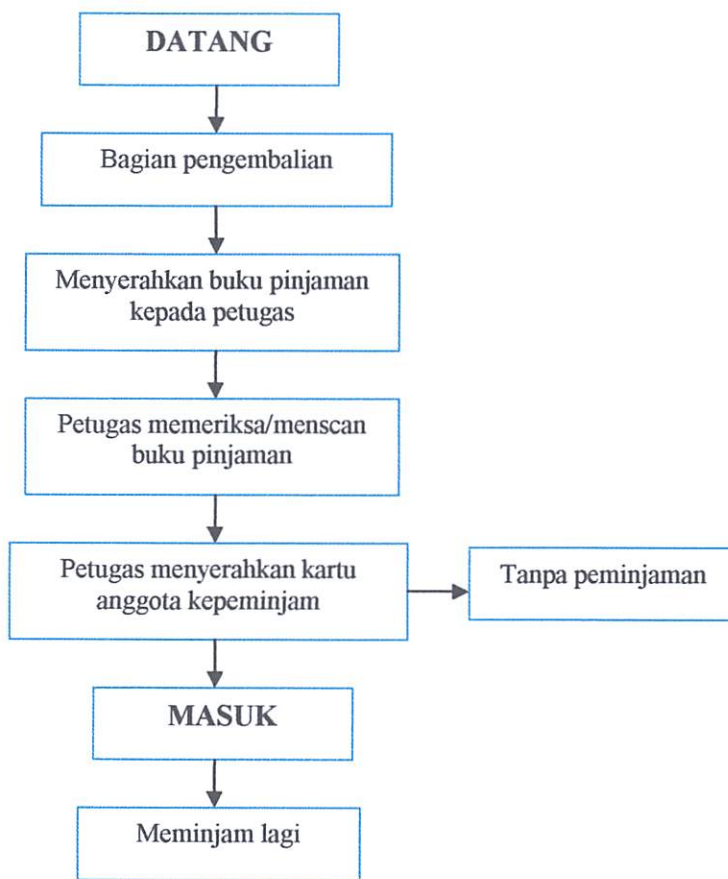 DATANG
Bagian pengembalian
Menyerahkan buku pinjaman
kepada petugas
Petugas memeriksa/menscan
buku pinjaman
Petugas menyerahkan kartu
anggota kepeminjam
Tanpa peminjaman
MASUK
Meminjam lagi